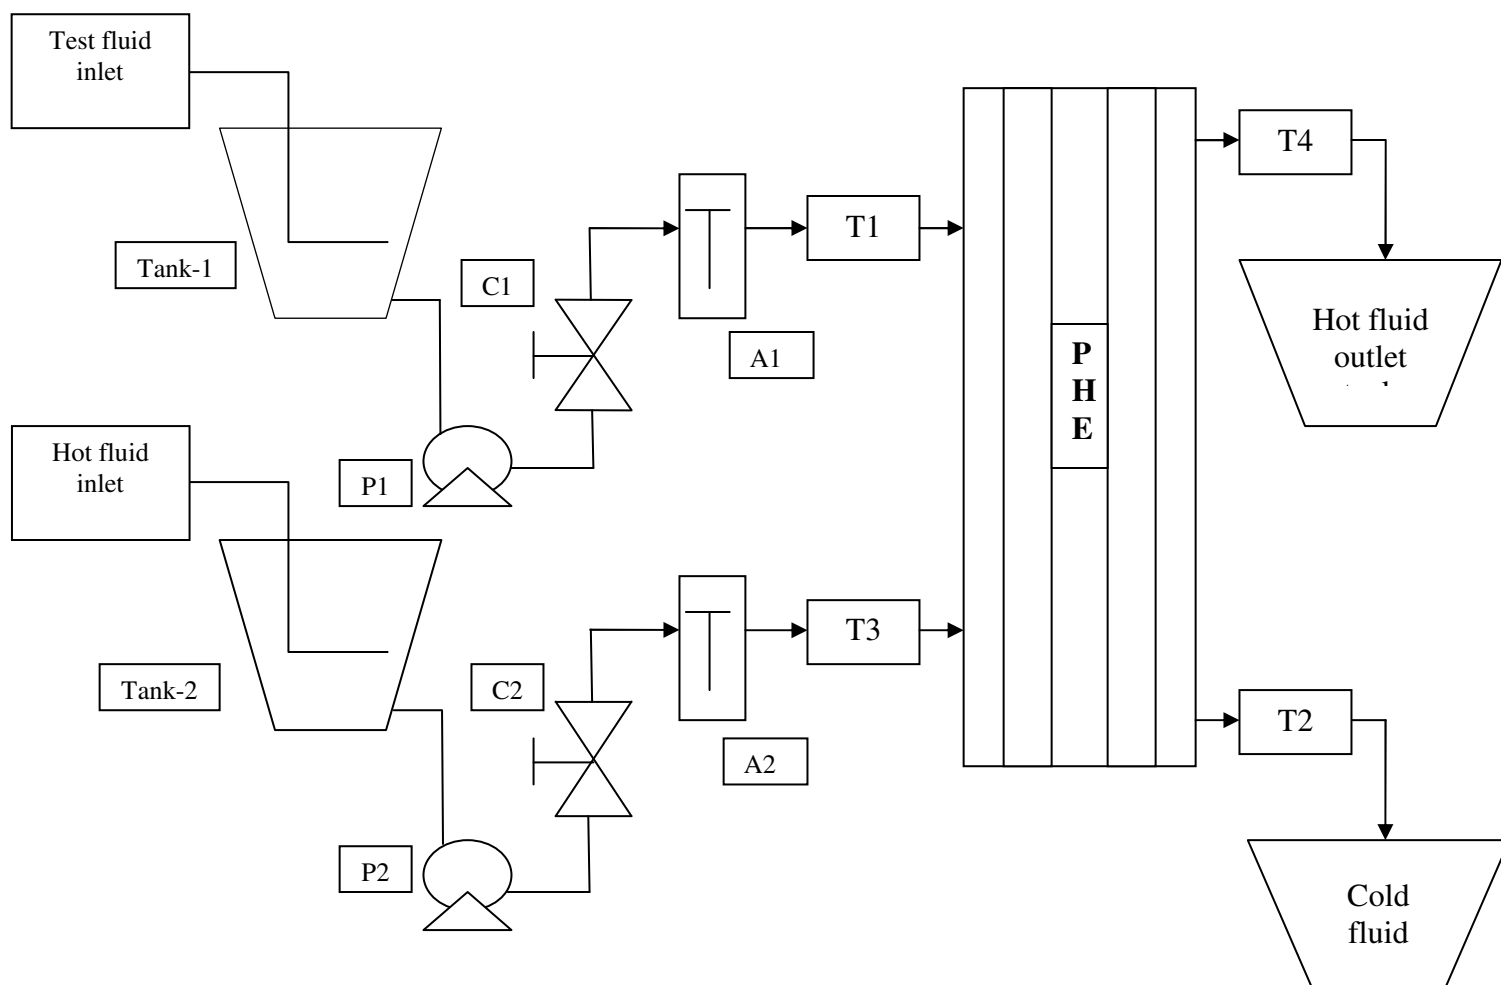 Test fluid
inlet
Tank-1
C1
P1
A1
T1
P
H
E
T4
Hot fluid
outlet
Hot fluid
inlet
Tank-2
C2
P2
A2
T3
T2
Cold
fluid